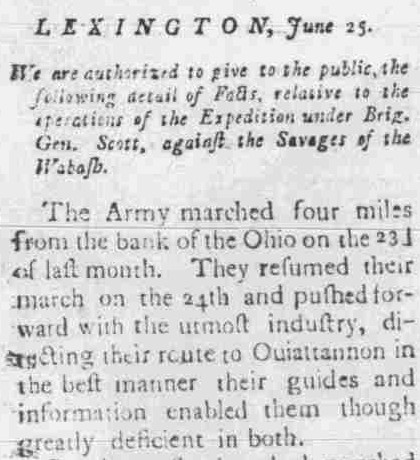 LEXINGTON, June 25.
We are authorized to give to the public, the
following detail of Facts, relative to the
operations of the Expedition under Brig.
Gen. Scott, against the Savages of the
Wabash.
The Army marched four miles
from the bank of the Ohio on the 23d
of last month. They resumed their
march on the 24th and pushed for-
ward with the utmost industry, di-
recting their route to Ouiattannon in
the best manner their guides and
information enabled them though
greatly deficient in both.